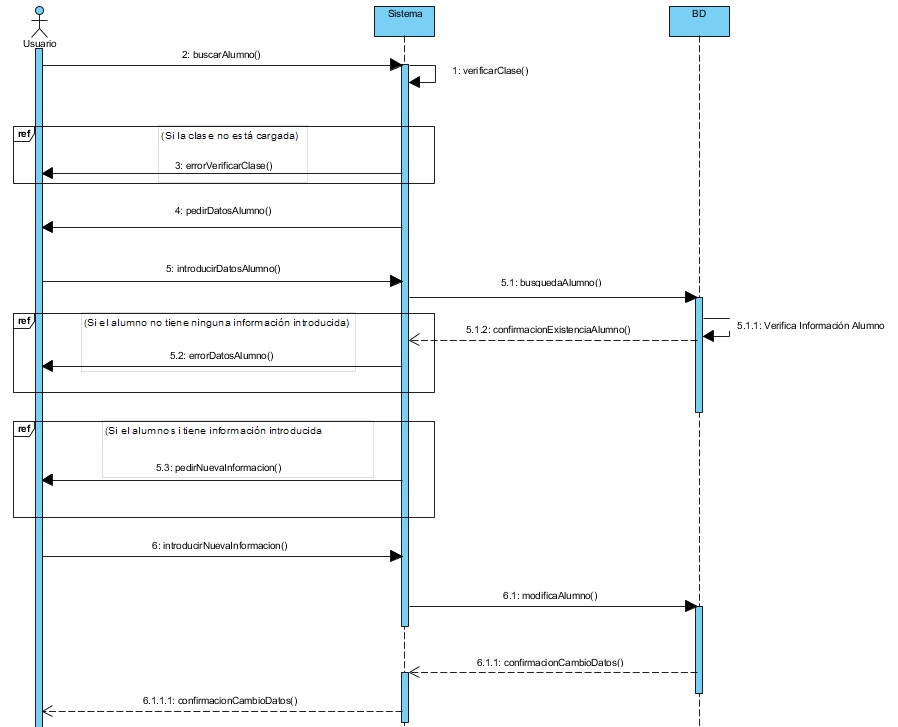 Usuario
Sistema
BD
2: buscarAlumno()
1: verificarClase()
ref
(Si la clase no está cargada)
3: errorVerificarClase()
4: pedirDatosAlumno()
5: introducirDatosAlumno()
5.1: busquedaAlumno()
ref
(Si el alumno no tiene ninguna información introducida)
5.1.2: confirmacionExistenciaAlumno()
5.1.1: Verifica Información Alumno
5.2: errorDatosAlumno()
ref
(Si el alumno si tiene información introducida
5.3: pedirNuevaInformacion()
6: introducirNuevaInformacion()
6.1: modificaAlumno()
6.1.1: confirmacionCambioDatos()
6.1.1.1: confirmacionCambioDatos()